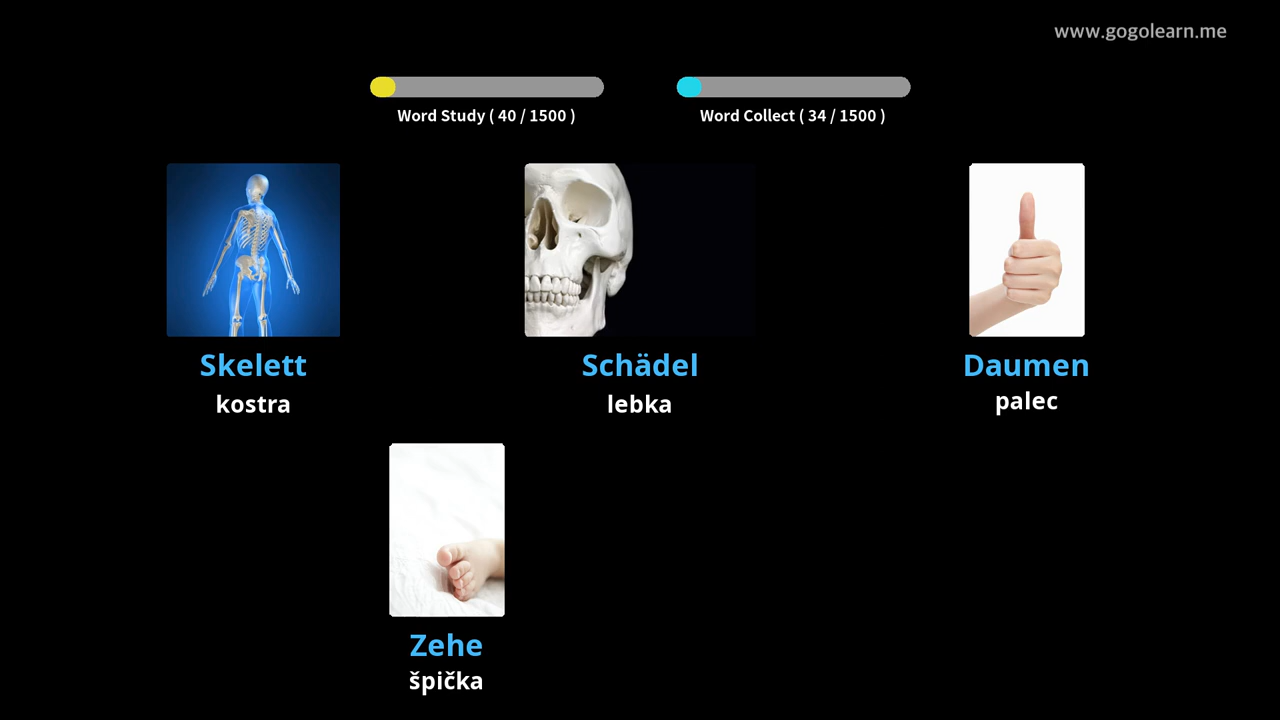 www.gogolearn.me
Word Study ( 40 / 1500 )
Word Collect ( 34 / 1500 )
Skelett
kostra
Schädel
lebka
Daumen
palec
Zehe
špička